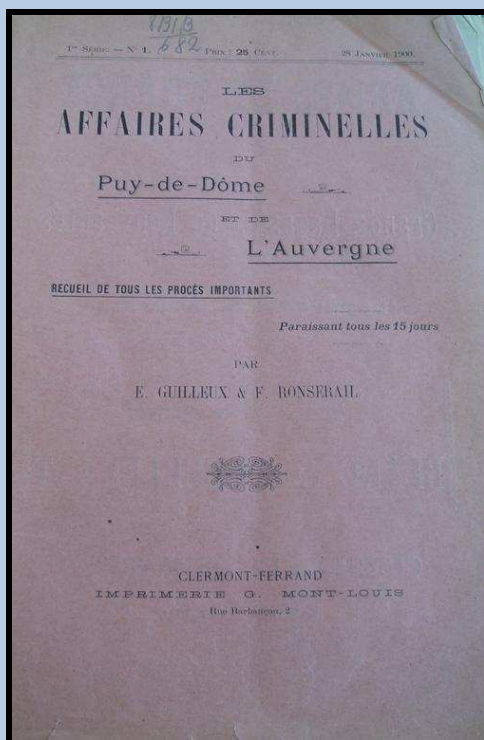 1re Série. — N° 1. Prix : 25 Cent. 28 Janvier 1900.
LES
AFFAIRES CRIMINELLES
DU
Puy-de-Dôme
ET DE
L'Auvergne
RECUEIL DE TOUS LES PROCÈS IMPORTANTS
Paraissant tous les 15 jours
PAR
E. GUILLEUX & F. RONSERAIL
CLERMONT-FERRAND
IMPRIMERIE G. MONT-LOUIS
Rue Barbançon, 2